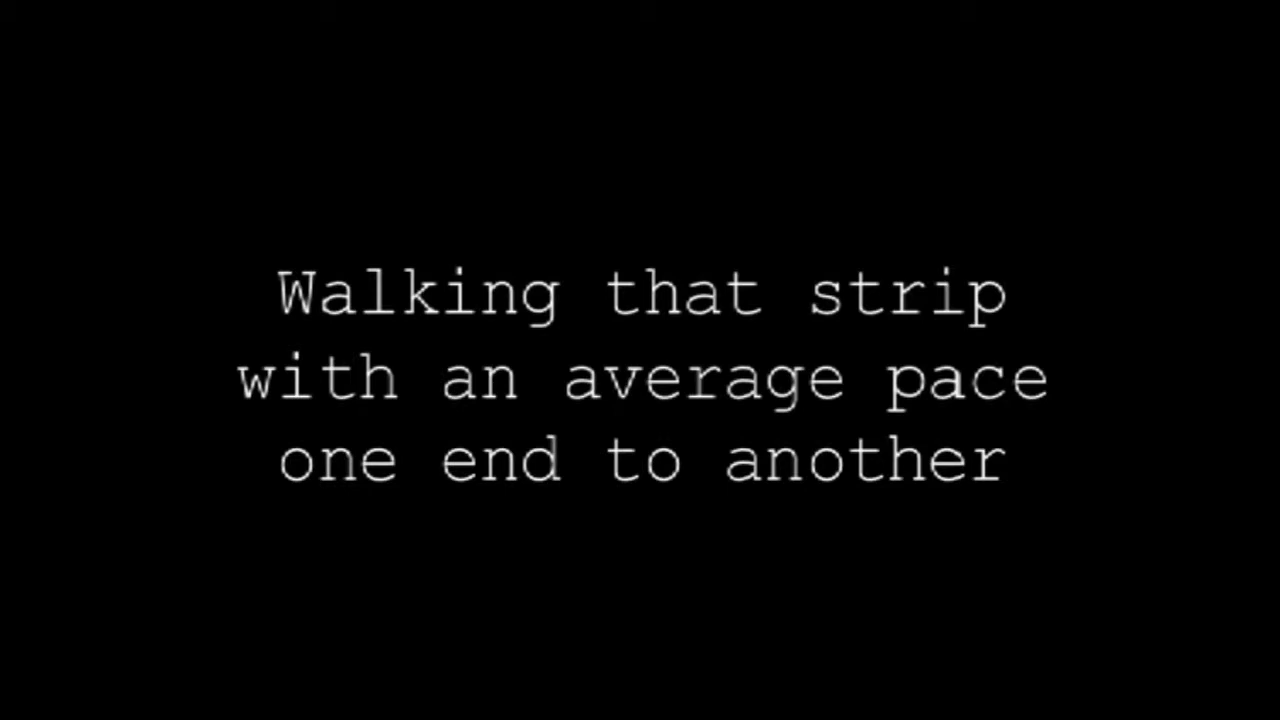 Walking that strip
with an average pace
one end to another